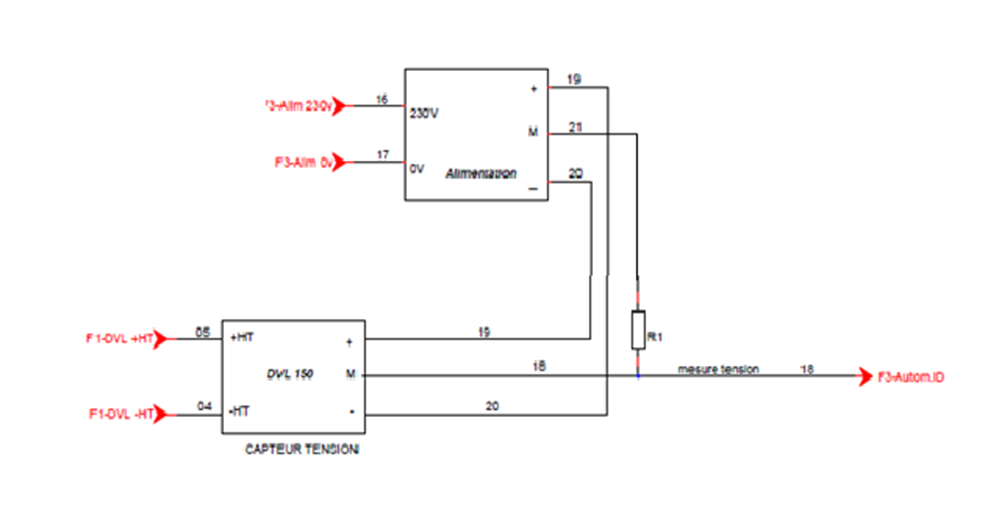 19
+
'3-Alim 230v
16
230V
21
M
F3-Alim 0v
17
0V
Alimentation
20
–
R1
F1-DVL +HT
05
+HT
+
19
DVL 150
M
18
mesure tension
18
F3-Autom.ID
F1-DVL -HT
04
-HT
-
20
CAPTEUR TENSION